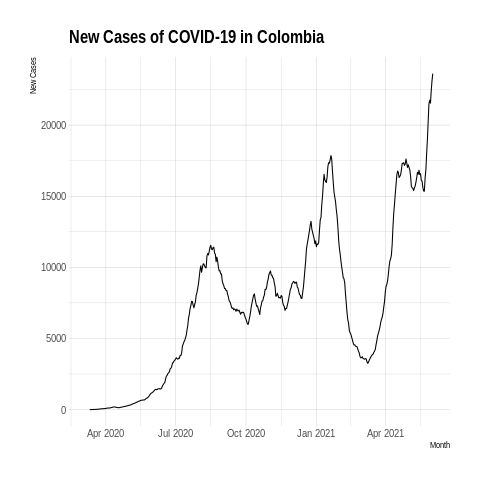 New Cases of COVID-19 in Colombia
New Cases
20000
15000
10000
5000
0
Apr 2020 Jul 2020 Oct 2020 Jan 2021 Apr 2021
Month